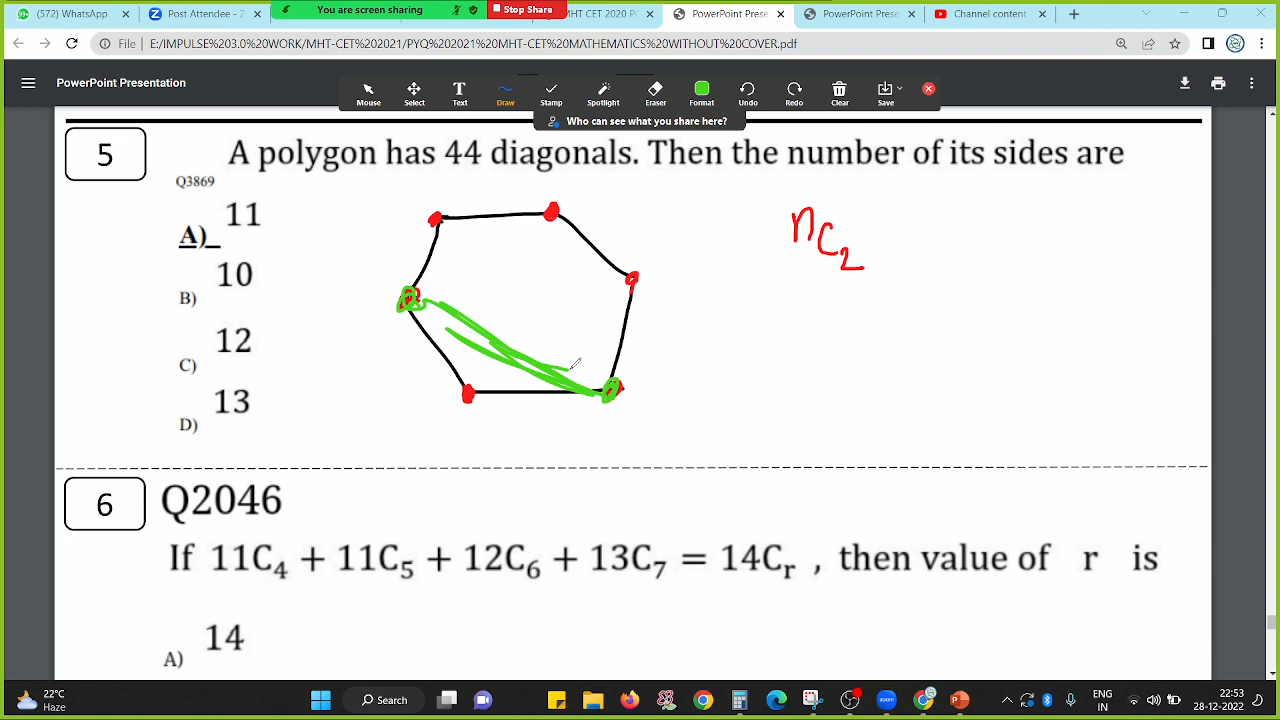 (572) WhatsApp
Post Attendee - Z
You are screen sharing
Stop Share
MHT CET 2020 PC
PowerPoint Prese
PowerPoint Prese
Channel content
File | E:/IMPULSE%203%20WORK/MHT-CET%202021/PYQ%202021%20MHT-CET%20MATHEMATICS%20WITHOUT%20COVER.pdf
PowerPoint Presentation
Mouse Select Text Draw Stamp Spotlight Eraser Format Undo Redo Clear Save
Who can see what you share here?
5 A polygon has 44 diagonals. Then the number of its sides are
Q3869
A) 11
B) 10
C) 12
D) 13
nC2
6 Q2046
If 11C₄ + 11C₅ + 12C₆ + 13C₇ = 14Cᵣ , then value of r is
A) 14
22°C
Haze
Search
zoom
ENG
IN
22:53
28-12-2022